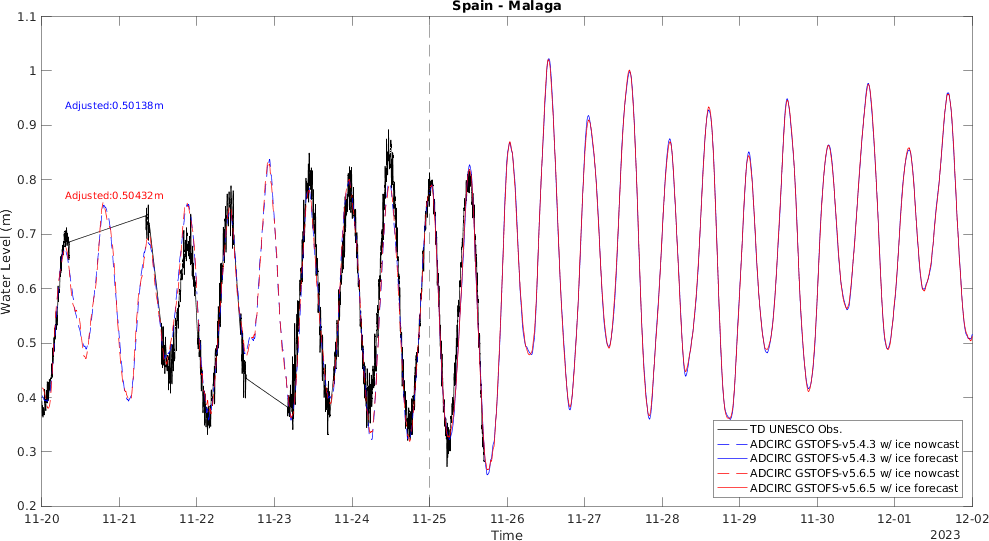 Spain - Malaga
1.1
1
0.9
0.8
0.7
0.6
0.5
0.4
0.3
0.2
Water Level (m)
Adjusted:0.50138m
Adjusted:0.50432m
TD UNESCO Obs.
ADCIRC GSTOFS-v5.4.3 w/ ice nowcast
ADCIRC GSTOFS-v5.4.3 w/ ice forecast
ADCIRC GSTOFS-v5.6.5 w/ ice nowcast
ADCIRC GSTOFS-v5.6.5 w/ ice forecast
11-20 11-21 11-22 11-23 11-24 11-25 11-26 11-27 11-28 11-29 11-30 12-01 12-02
Time
2023